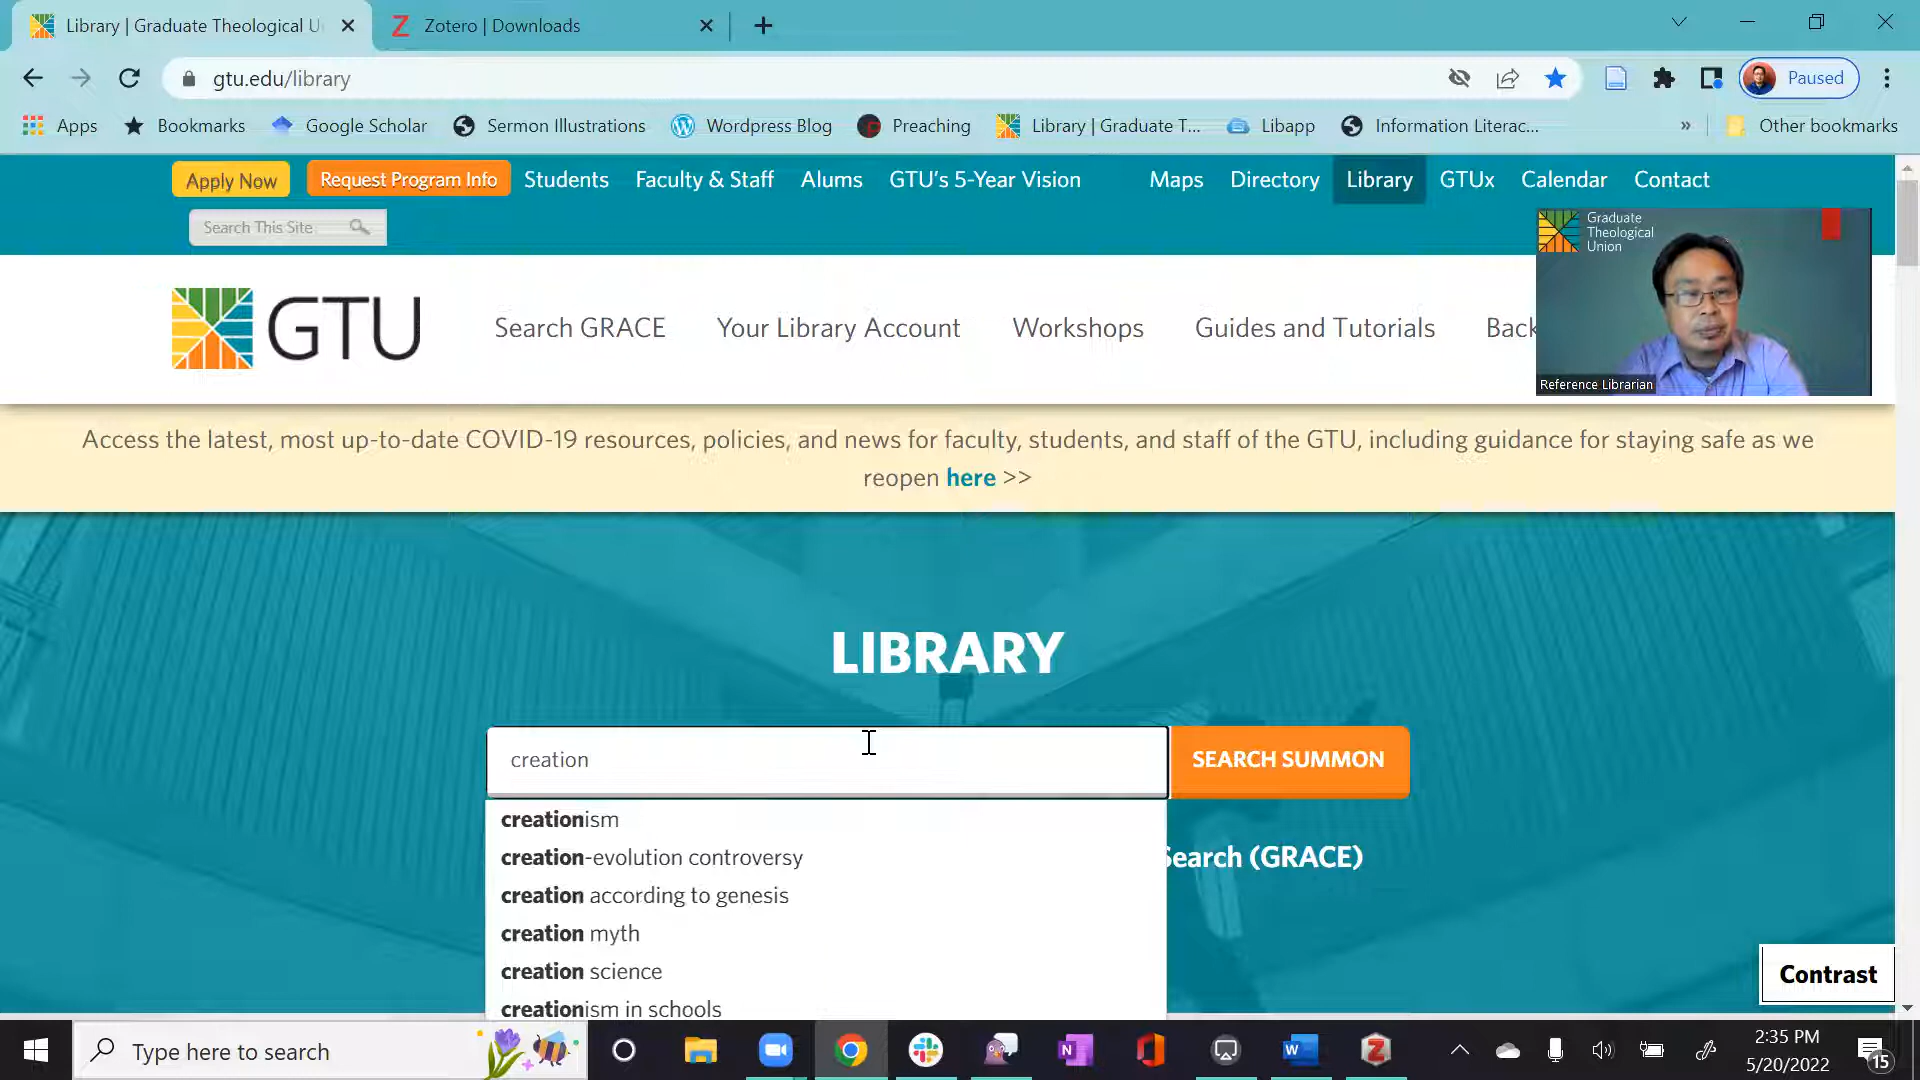 Library | Graduate Theological U
Zotero | Downloads
gtu.edu/library
Paused
Apps
Bookmarks
Google Scholar
Sermon Illustrations
Wordpress Blog
Preaching
Library | Graduate T...
Libapp
Information Literac...
»
Other bookmarks
Apply Now
Request Program Info
Students
Faculty & Staff
Alums
GTU's 5-Year Vision
Maps
Directory
Library
GTUx
Calendar
Contact
Search This Site
Graduate
Theological
Union
Reference Librarian
GTU
Search GRACE
Your Library Account
Workshops
Guides and Tutorials
Back
Access the latest, most up-to-date COVID-19 resources, policies, and news for faculty, students, and staff of the GTU, including guidance for staying safe as we
reopen here >>
LIBRARY
creation
SEARCH SUMMON
creationism
creation-evolution controversy
Search (GRACE)
creation according to genesis
creation myth
creation science
creationism in schools
Contrast
Type here to search
2:35 PM
5/20/2022
15